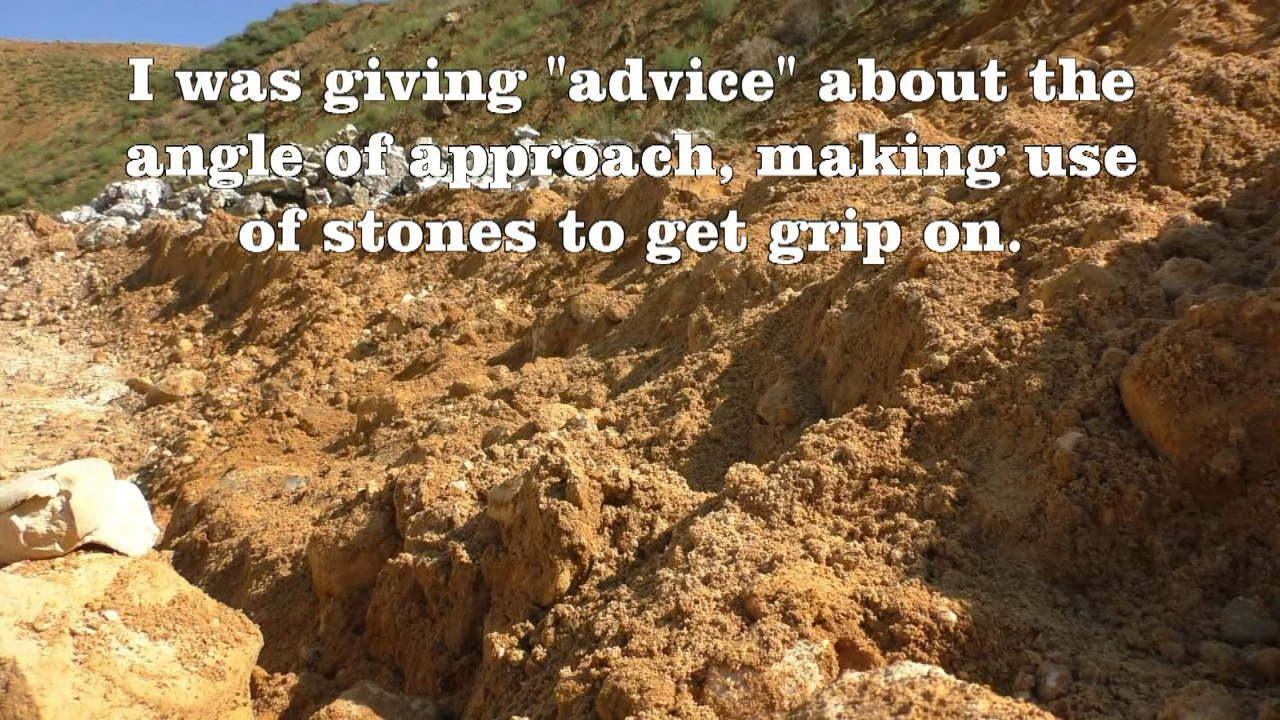 I was giving "advice" about the
angle of approach, making use
of stones to get grip on.